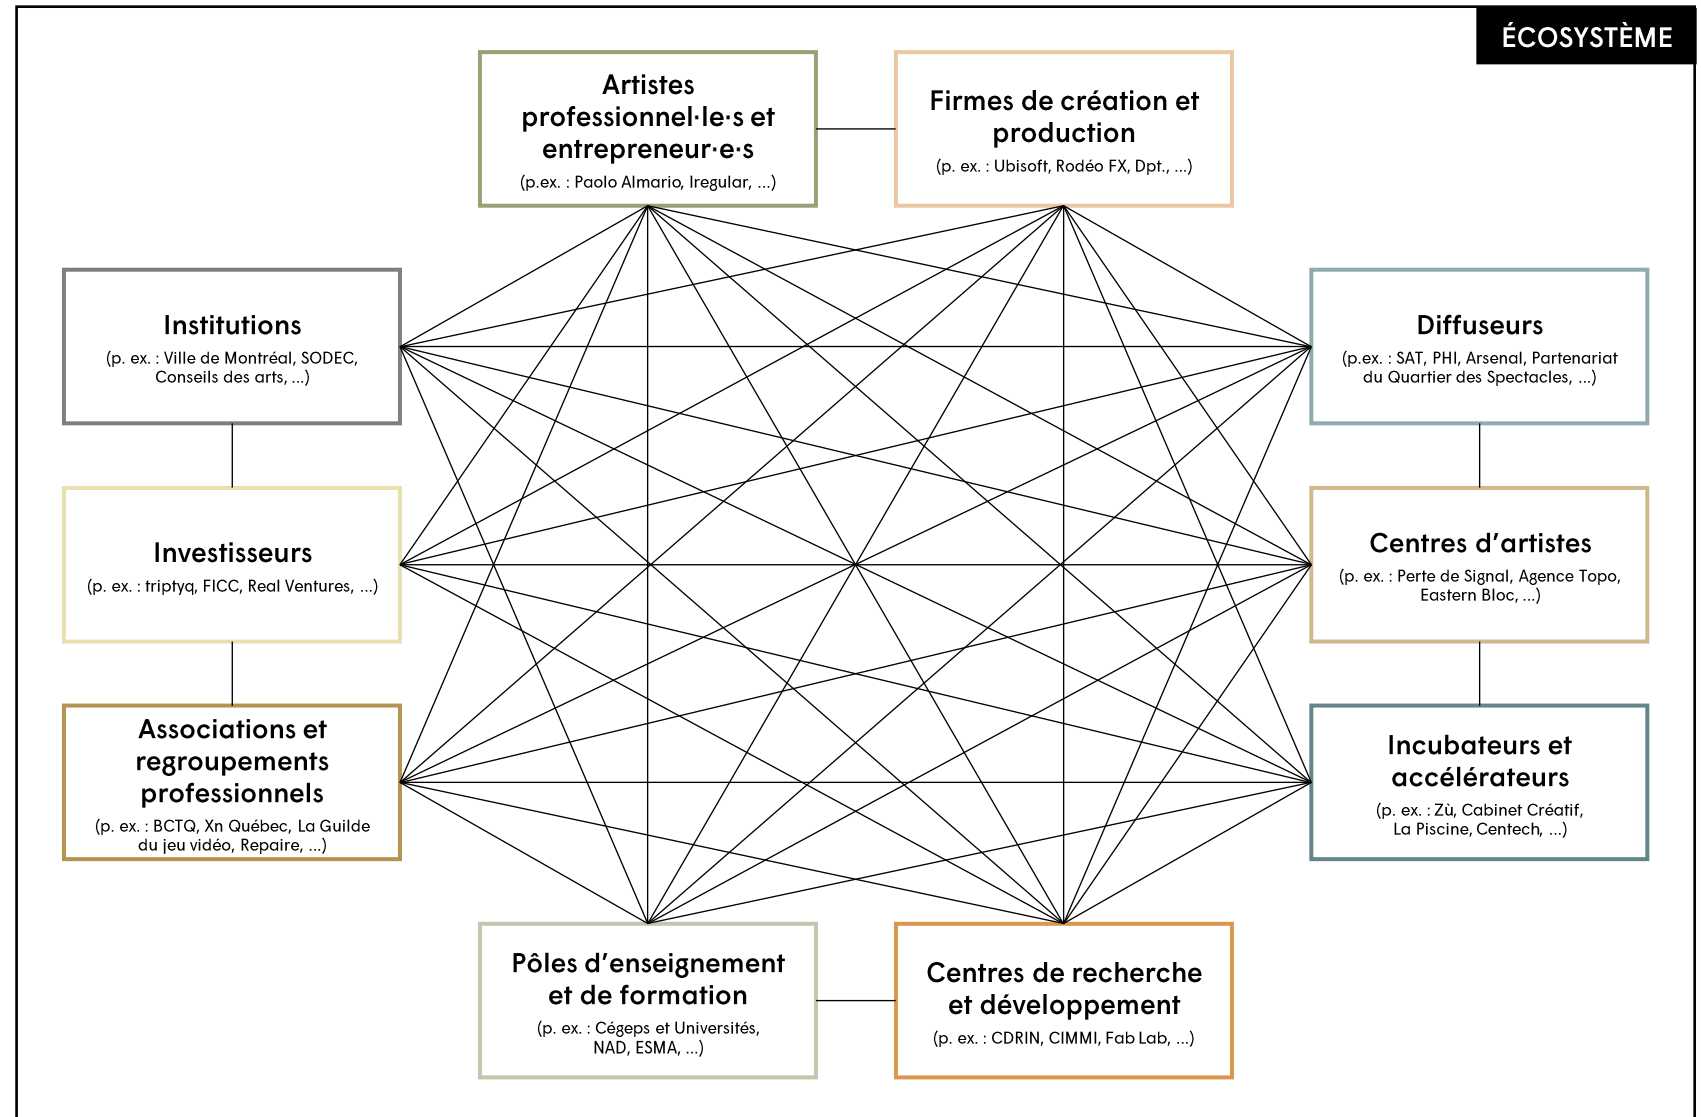 ÉCOSYSTÈME
Artistes
professionnel·le·s et
entrepreneur·e·s
(p.ex. : Paolo Almario, Iregular, ...)
Firmes de création et
production
(p. ex. : Ubisoft, Rodéo FX, Dpt., ...)
Institutions
(p. ex. : Ville de Montréal, SODEC,
Conseils des arts, ...)
Diffuseurs
(p.ex. : SAT, PHI, Arsenal, Partenariat
du Quartier des Spectacles, ...)
Investisseurs
(p. ex. : triptyq, FICC, Real Ventures, ...)
Centres d’artistes
(p. ex. : Perte de Signal, Agence Topo,
Eastern Bloc, ...)
Associations et
regroupements
professionnels
(p. ex. : BCTQ, Xn Québec, La Guilde
du jeu vidéo, Repaire, ...)
Incubateurs et
accélérateurs
(p. ex. : Zù, Cabinet Créatif,
La Piscine, Centech, ...)
Pôles d’enseignement
et de formation
(p. ex. : Cégeps et Universités,
NAD, ESMA, ...)
Centres de recherche
et développement
(p. ex. : CDRIN, CIMMI, Fab Lab, ...)